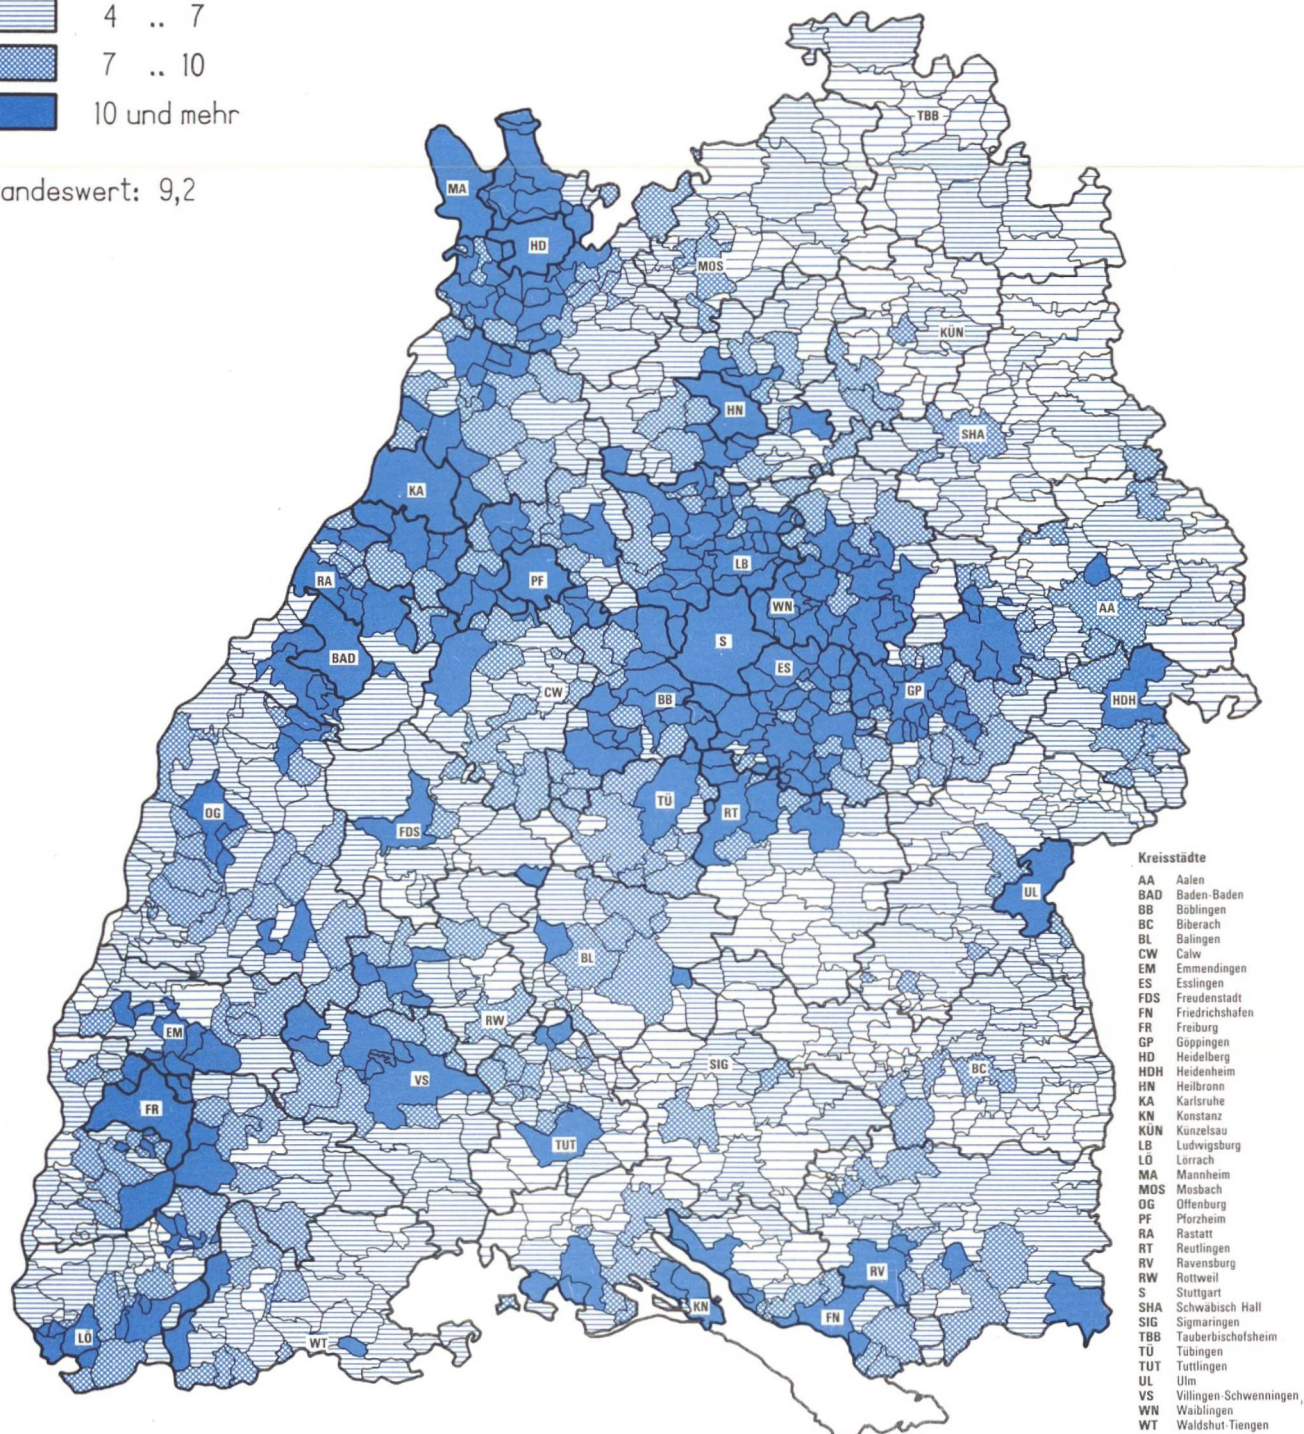 4 .. 7
7 .. 10
10 und mehr
andeswert: 9,2
TBB
MA
HD
MOS
KÜN
HN
SHA
KA
LB
RA
PF
WN
AA
S
BAD
ES
CW
BB
GP
HDH
TÜ
OG
RT
FDS
UL
BL
RW
EM
SIG
BC
VS
FR
TUT
RV
KN
FN
LÖ
WT
Kreisstädte
AA Aalen
BAD Baden-Baden
BB Böblingen
BC Biberach
BL Balingen
CW Calw
EM Emmendingen
ES Esslingen
FDS Freudenstadt
FN Friedrichshafen
FR Freiburg
GP Göppingen
HD Heidelberg
HDH Heidenheim
HN Heilbronn
KA Karlsruhe
KN Konstanz
KÜN Künzelsau
LB Ludwigsburg
LÖ Lörrach
MA Mannheim
MOS Mosbach
OG Offenburg
PF Pforzheim
RA Rastatt
RT Reutlingen
RV Ravensburg
RW Rottweil
S Stuttgart
SHA Schwäbisch Hall
SIG Sigmaringen
TBB Tauberbischofsheim
TÜ Tübingen
TUT Tuttlingen
UL Ulm
VS Villingen-Schwenningen
WN Waiblingen
WT Waldshut-Tiengen